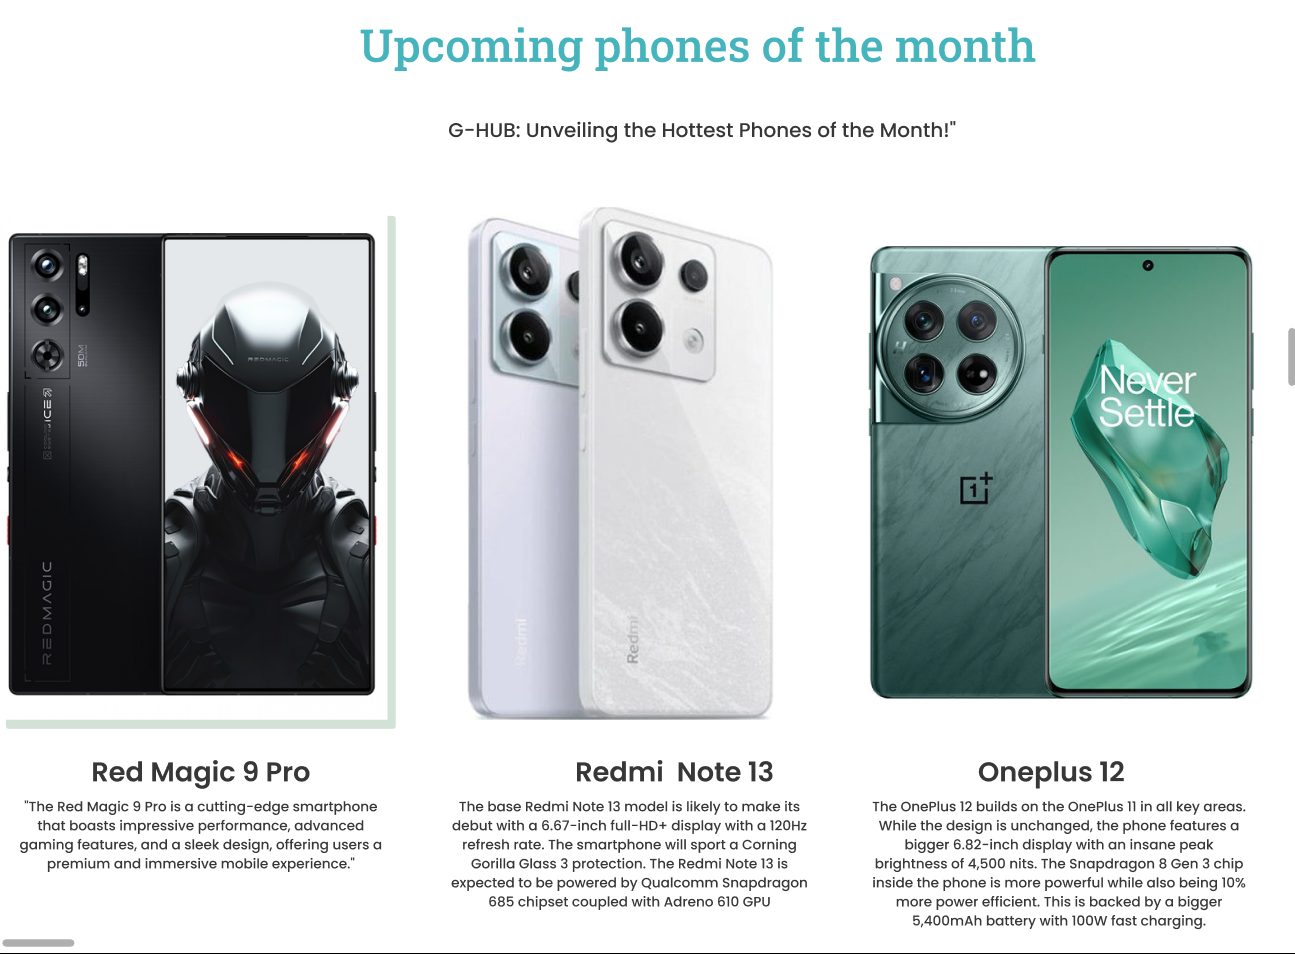 Upcoming phones of the month
G-HUB: Unveiling the Hottest Phones of the Month!"
50M
REDMAGIC
REDMAGIC
Redmi
Redmi
Never
Settle
1+
Red Magic 9 Pro
"The Red Magic 9 Pro is a cutting-edge smartphone
that boasts impressive performance, advanced
gaming features, and a sleek design, offering users a
premium and immersive mobile experience."
Redmi Note 13
The base Redmi Note 13 model is likely to make its
debut with a 6.67-inch full-HD+ display with a 120Hz
refresh rate. The smartphone will sport a Corning
Gorilla Glass 3 protection. The Redmi Note 13 is
expected to be powered by Qualcomm Snapdragon
685 chipset coupled with Adreno 610 GPU
Oneplus 12
The OnePlus 12 builds on the OnePlus 11 in all key areas.
While the design is unchanged, the phone features a
bigger 6.82-inch display with an insane peak
brightness of 4,500 nits. The Snapdragon 8 Gen 3 chip
inside the phone is more powerful while also being 10%
more power efficient. This is backed by a bigger
5,400mAh battery with 100W fast charging.